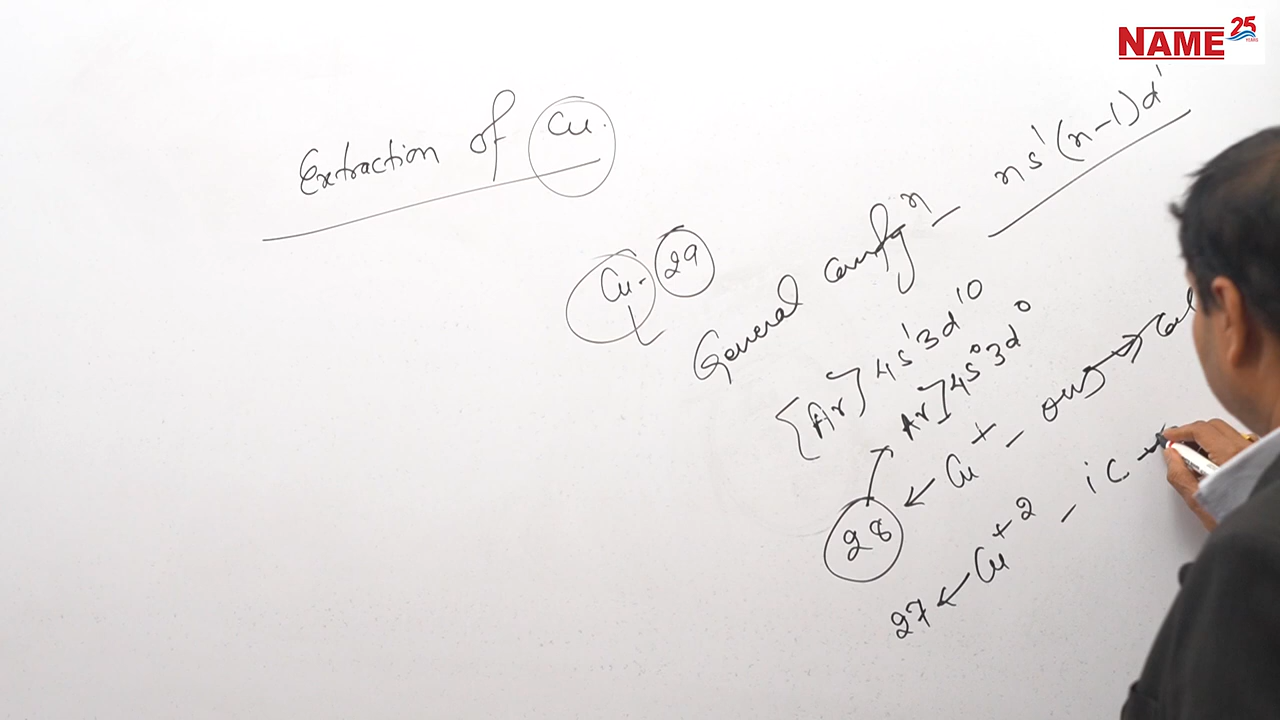 NAME 25 YEARS
Extraction of Cu.
Cu - 29
General config^n – ns¹(n-1)d¹
[Ar] 4s¹3d¹⁰
Ar] 4s⁰3d⁰
28 ← Cu⁺ – ous →
27 ← Cu⁺² – ic